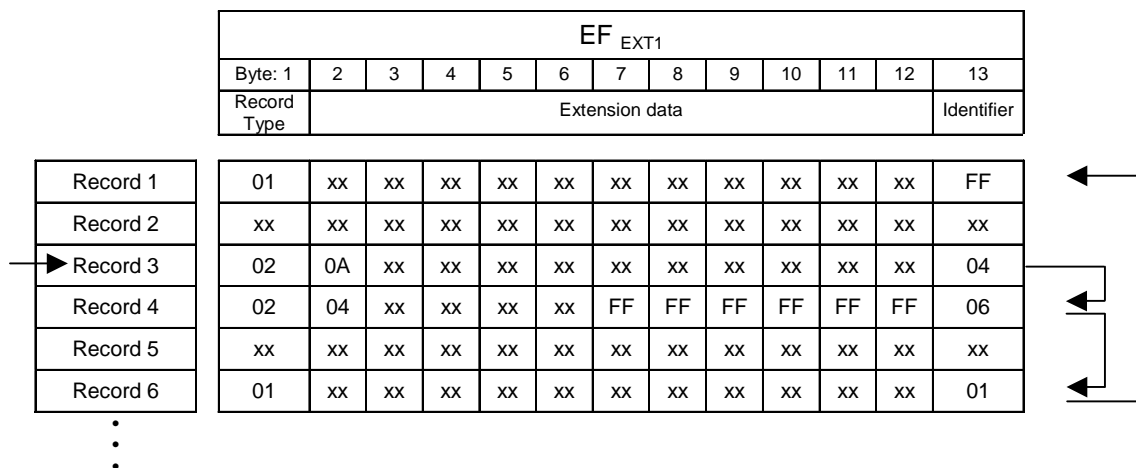 EF EXT1
Byte: 1 2 3 4 5 6 7 8 9 10 11 12 13
Record Type Extension data Identifier
Record 1 01 xx xx xx xx xx xx xx xx xx xx xx FF
Record 2 xx xx xx xx xx xx xx xx xx xx xx xx xx
Record 3 02 0A xx xx xx xx xx xx xx xx xx xx 04
Record 4 02 04 xx xx xx xx FF FF FF FF FF FF 06
Record 5 xx xx xx xx xx xx xx xx xx xx xx xx xx
Record 6 01 xx xx xx xx xx xx xx xx xx xx xx 01